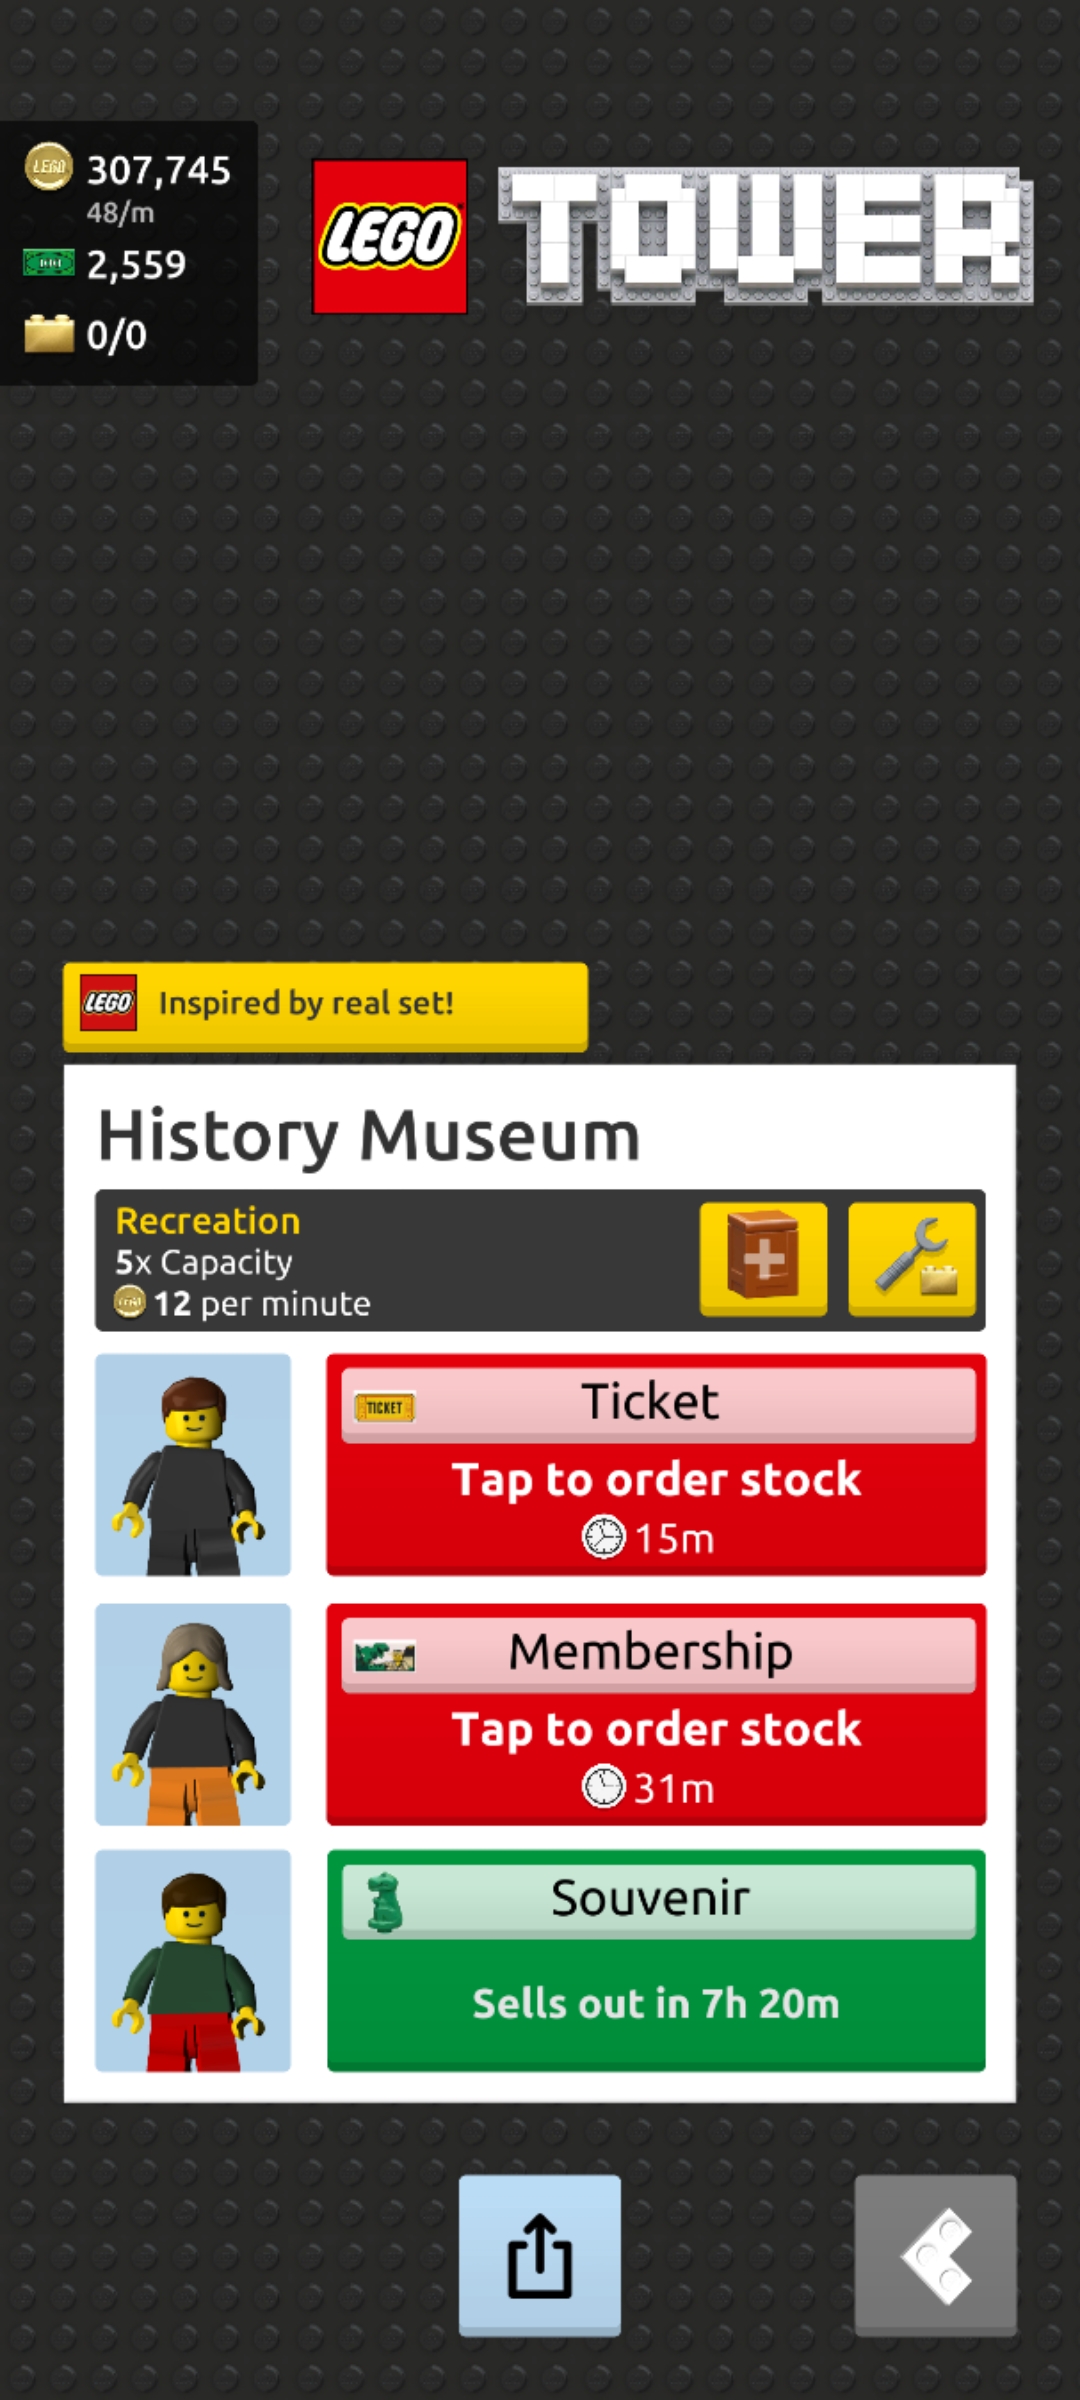 307,745
48/m
2,559
0/0
LEGO TOWER
LEGO Inspired by real set!
History Museum
Recreation
5x Capacity
12 per minute
TICKET Ticket
Tap to order stock
15m
Membership
Tap to order stock
31m
Souvenir
Sells out in 7h 20m